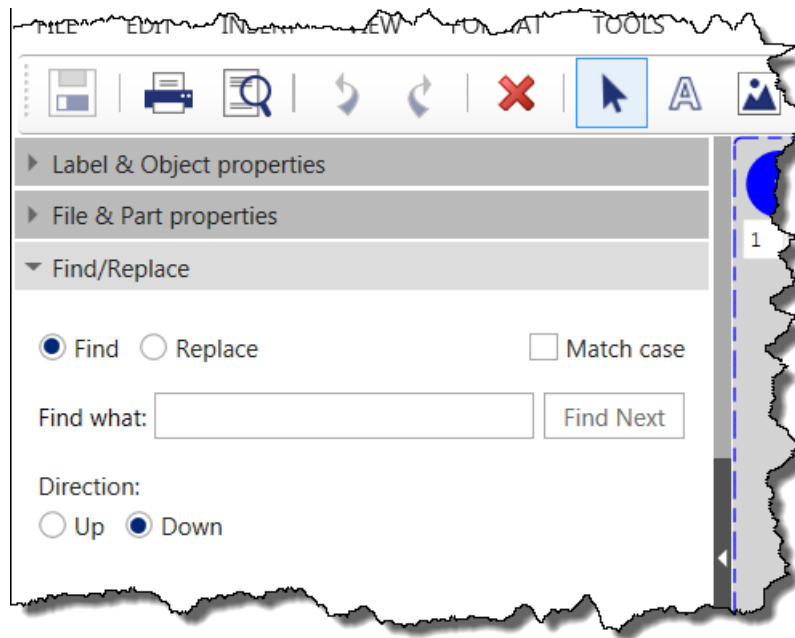 TOOLS
Label & Object properties
File & Part properties
Find/Replace
Find Replace Match case
Find what: Find Next
Direction:
Up Down
A
1